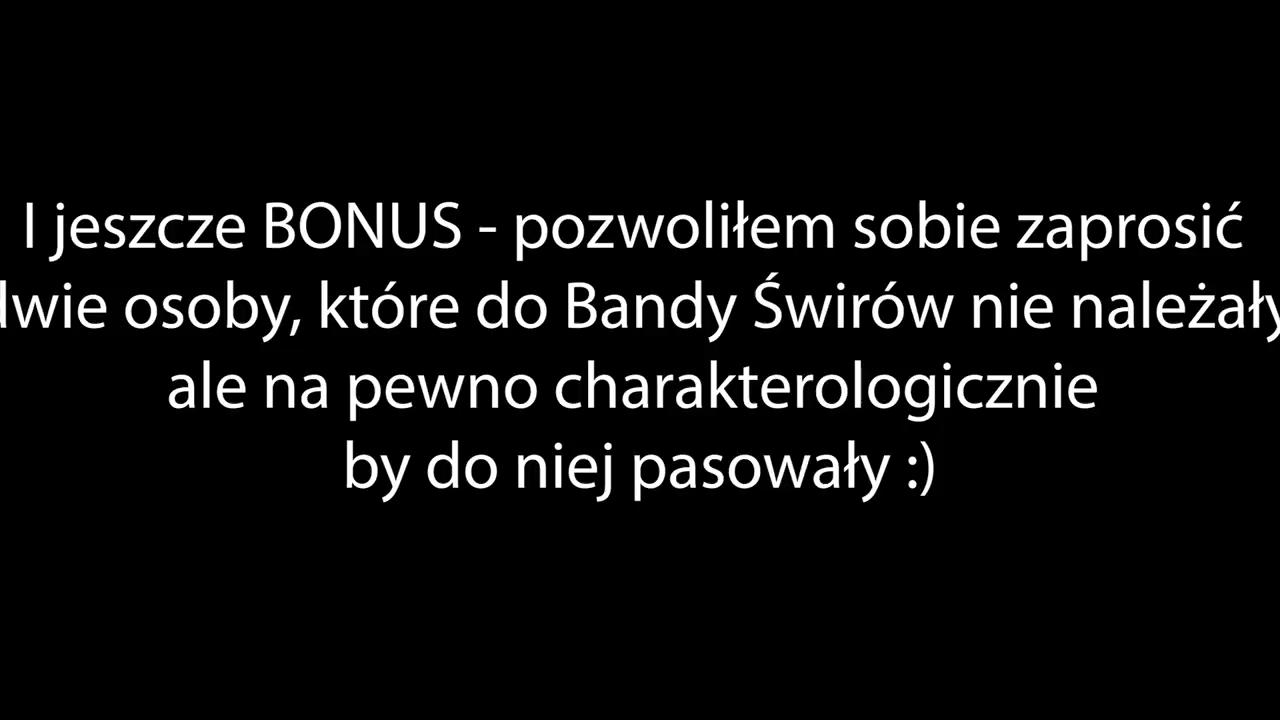 I jeszcze BONUS - pozwoliłem sobie zaprosić
dwie osoby, które do Bandy Świrów nie należały
ale na pewno charakterologicznie
by do niej pasowały :)